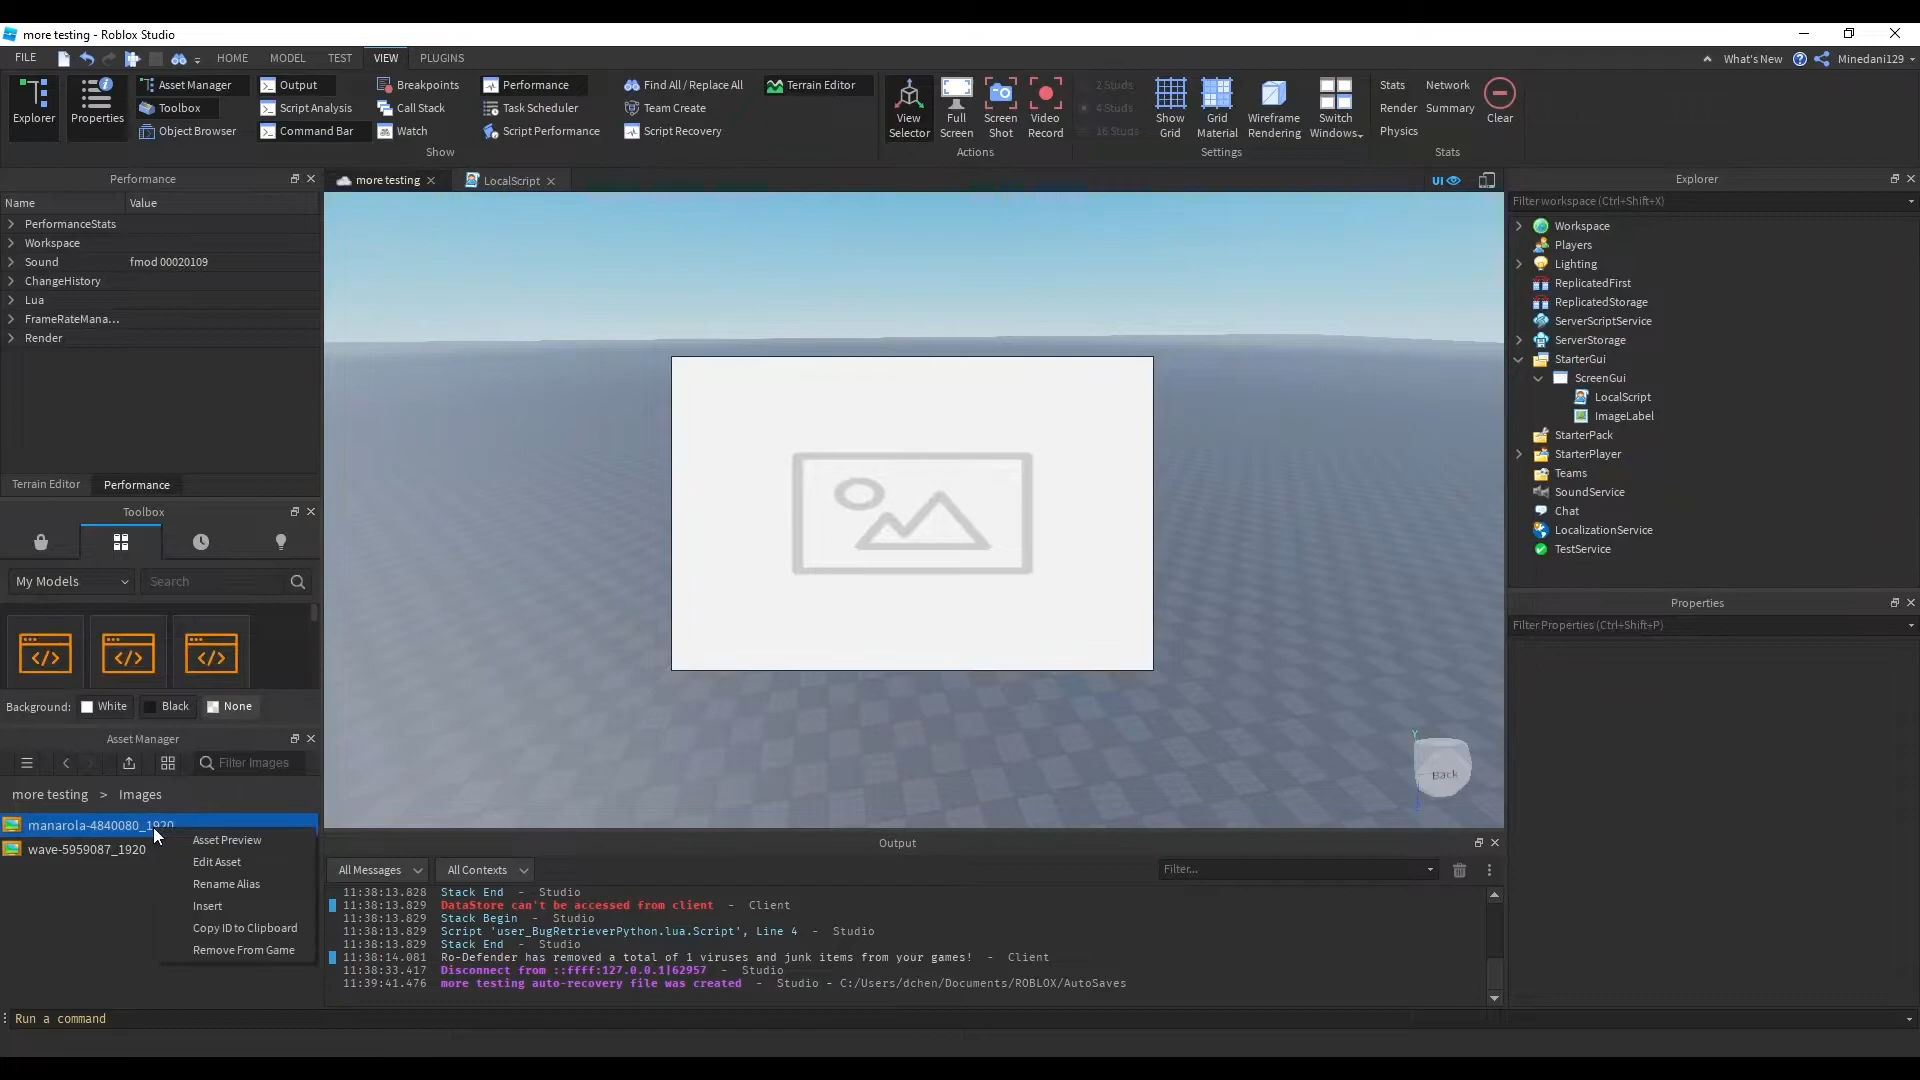 more testing - Roblox Studio
FILE HOME MODEL TEST VIEW PLUGINS What's New Minedani129
Explorer
Properties
Asset Manager
Toolbox
Object Browser
Output
Script Analysis
Command Bar
Breakpoints
Call Stack
Watch
Performance
Task Scheduler
Script Performance
Find All / Replace All
Team Create
Script Recovery
Terrain Editor
Show
View Selector
Full Screen
Screen Shot
Video Record
Actions
2 Studs
4 Studs
16 Studs
Show Grid
Grid Material
Wireframe Rendering
Switch Windows
Settings
Stats Network
Render Summary
Physics
Clear
Stats
Performance
Name Value
PerformanceStats
Workspace
Sound fmod 00020109
ChangeHistory
Lua
FrameRateMana...
Render
Terrain Editor Performance
Toolbox
My Models Search
Background: White Black None
Asset Manager
Filter Images
more testing > Images
manarola-4840080_1920
wave-5959087_1920
Asset Preview
Edit Asset
Rename Alias
Insert
Copy ID to Clipboard
Remove From Game
more testing LocalScript UI
Y
Back
Output
All Messages All Contexts Filter...
11:38:13.828 Stack End - Studio
11:38:13.829 DataStore can't be accessed from client - Client
11:38:13.829 Stack Begin - Studio
11:38:13.829 Script 'user_BugRetrieverPython.lua.Script', Line 4 - Studio
11:38:13.829 Stack End - Studio
11:38:14.081 Ro-Defender has removed a total of 1 viruses and junk items from your games! - Client
11:38:33.417 Disconnect from ::ffff:127.0.0.1|62957 - Studio
11:39:41.476 more testing auto-recovery file was created - Studio - C:/Users/dchen/Documents/ROBLOX/AutoSaves
Run a command
Explorer
Filter workspace (Ctrl+Shift+X)
Workspace
Players
Lighting
ReplicatedFirst
ReplicatedStorage
ServerScriptService
ServerStorage
StarterGui
ScreenGui
LocalScript
ImageLabel
StarterPack
StarterPlayer
Teams
SoundService
Chat
LocalizationService
TestService
Properties
Filter Properties (Ctrl+Shift+P)